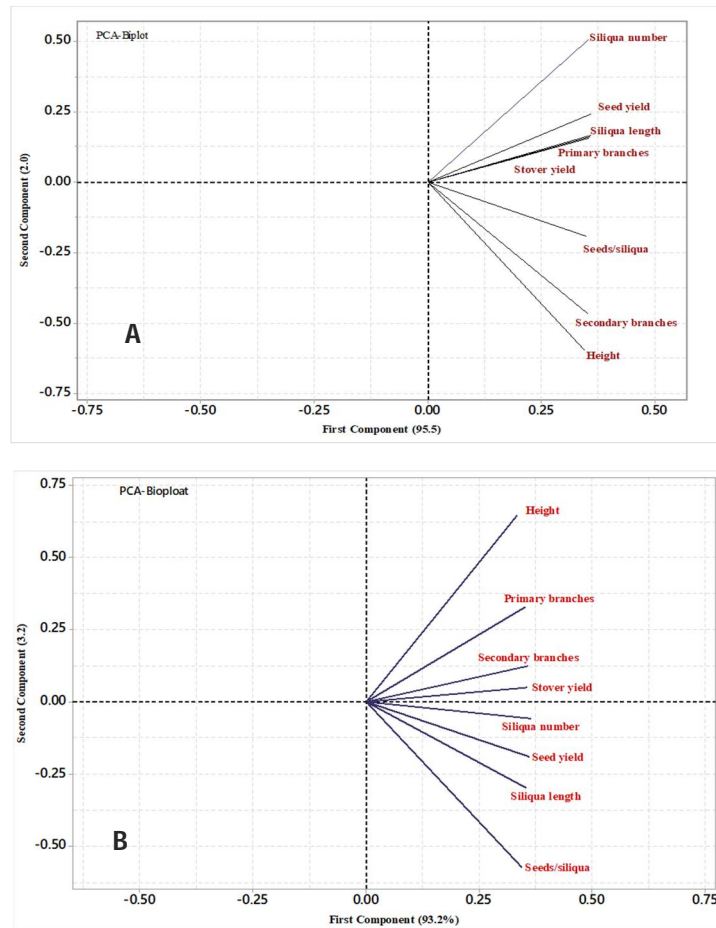 PCA-Biplot
0.50
Siliqua number
0.25
Seed yield
Siliqua length
Primary branches
Stover yield
0.00
Seeds/siliqua
-0.25
Secondary branches
-0.50
Height
-0.75
Second Component (2.0)
A
-0.75 -0.50 -0.25 0.00 0.25 0.50
First Component (95.5)
0.75
PCA-Bioploat
Height
0.50
Primary branches
0.25
Secondary branches
Stover yield
0.00
Siliqua number
Seed yield
-0.25
Siliqua length
-0.50
Seeds/siliqua
Second Component (3.2)
B
-0.50 -0.25 0.00 0.25 0.50 0.75
First Component (93.2%)